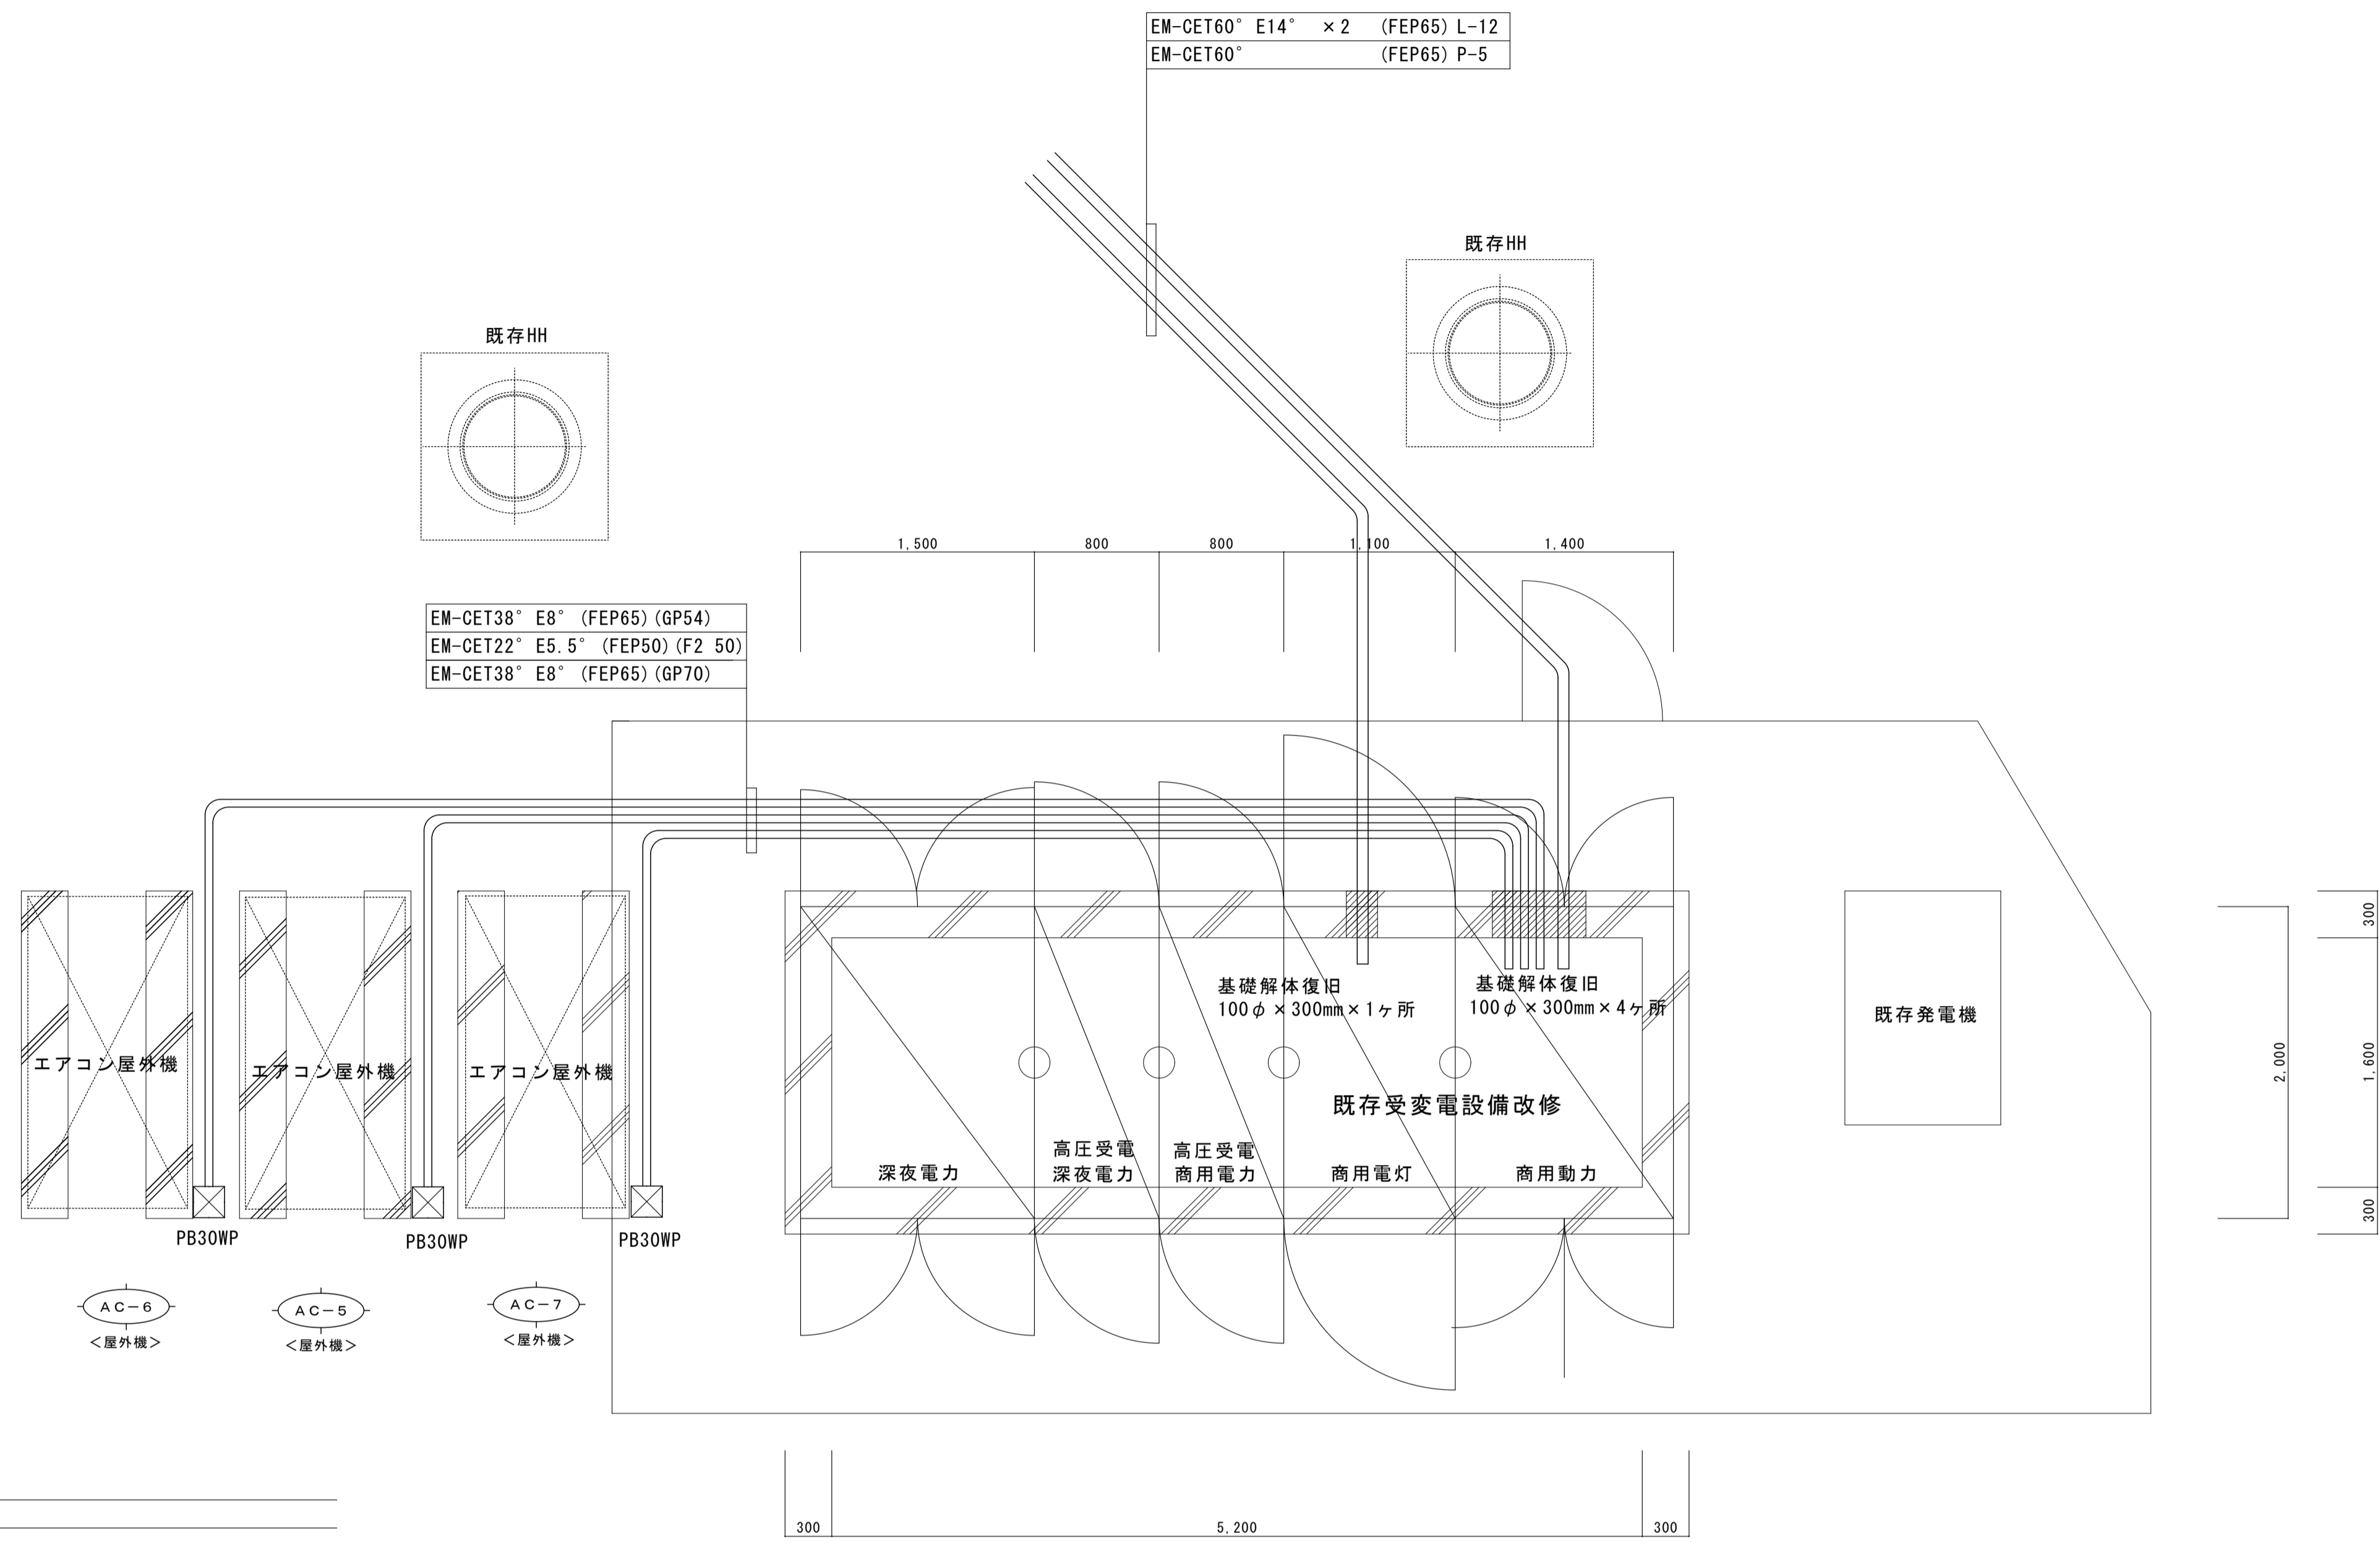 EM-CET60° E14° ×2 (FEP65) L-12
EM-CET60° (FEP65) P-5
既存HH
既存HH
1,500
800
800
1,100
1,400
EM-CET38° E8° (FEP65)(GP54)
EM-CET22° E5.5° (FEP50)(F2 50)
EM-CET38° E8° (FEP65)(GP70)
基礎解体復旧
100φ×300mm×1ヶ所
基礎解体復旧
100φ×300mm×4ヶ所
既存発電機
エアコン屋外機
エアコン屋外機
エアコン屋外機
既存受変電設備改修
深夜電力
高圧受電
深夜電力
高圧受電
商用電力
商用電灯
商用動力
300
1,600
300
2,000
PB30WP
PB30WP
PB30WP
AC-6
<屋外機>
AC-5
<屋外機>
AC-7
<屋外機>
300
5,200
300